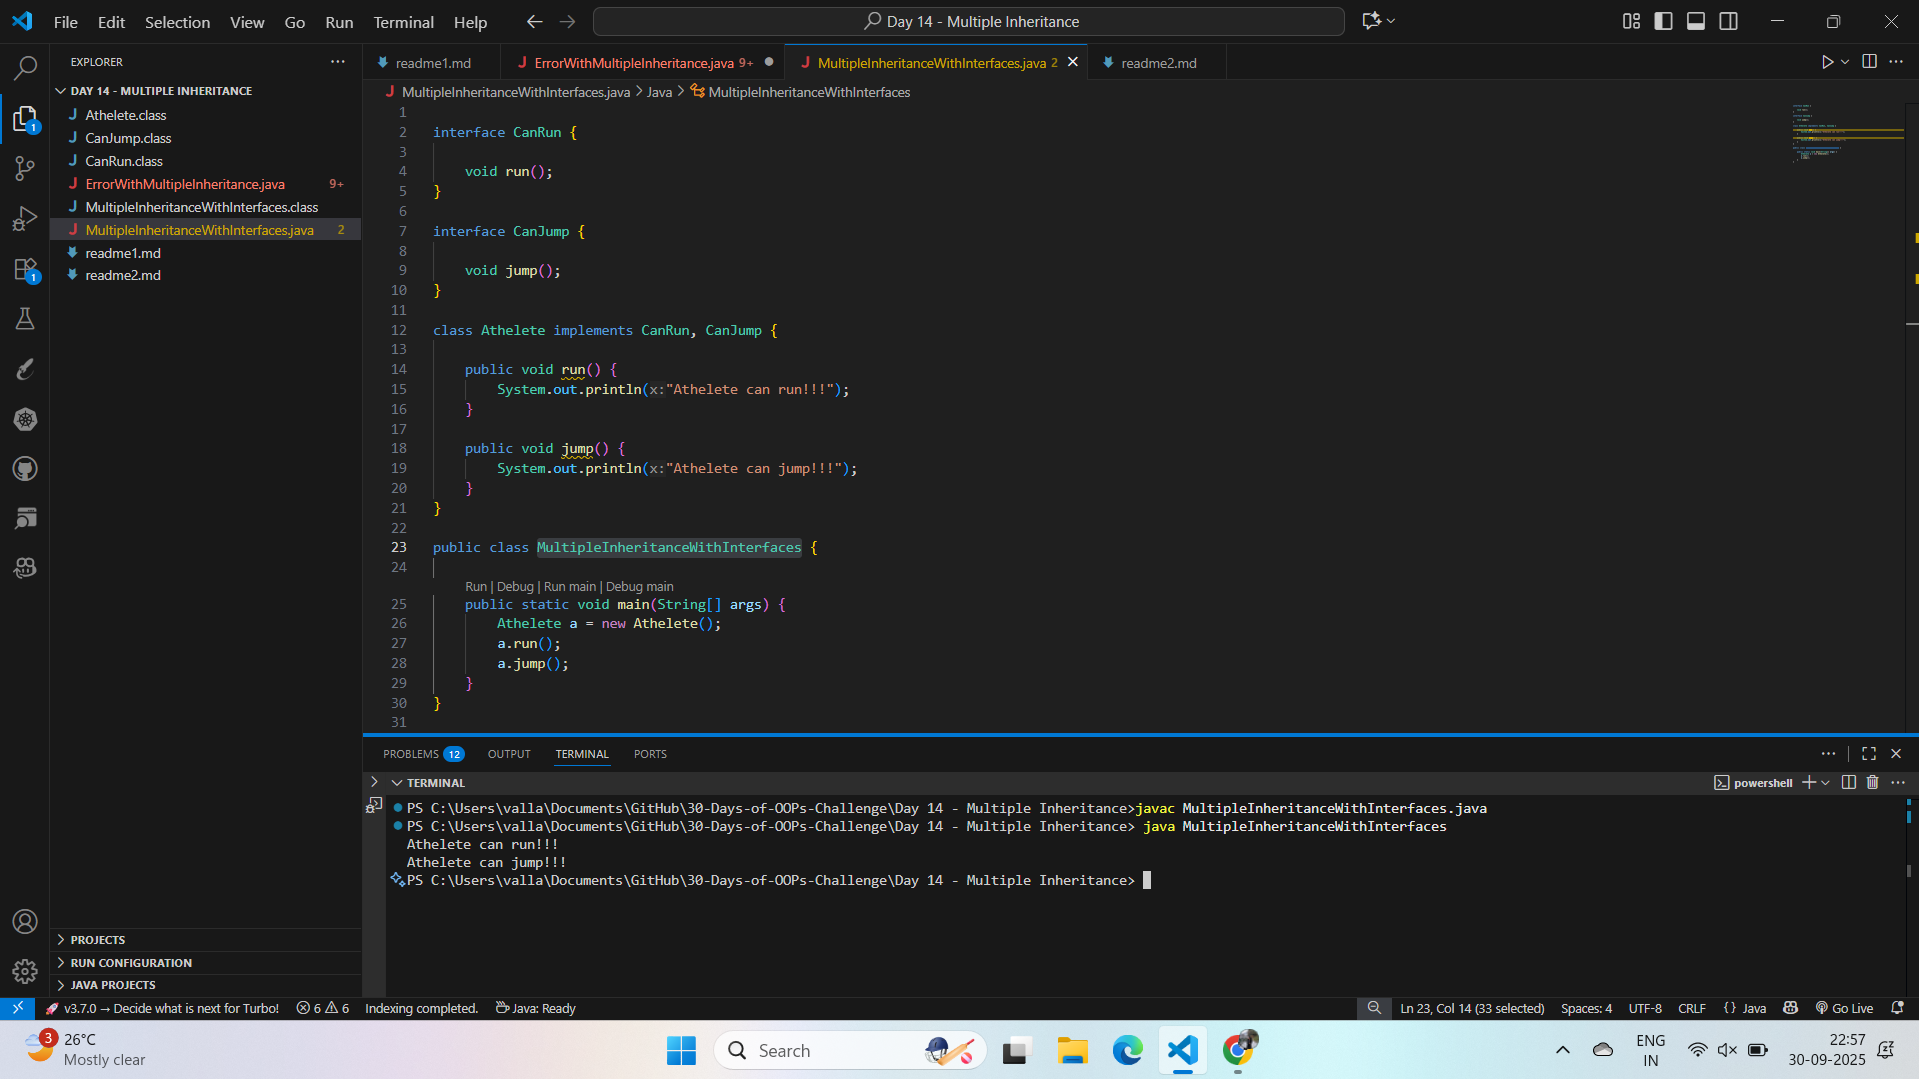 File Edit Selection View Go Run Terminal Help
Day 14 - Multiple Inheritance
EXPLORER
DAY 14 - MULTIPLE INHERITANCE
Athelete.class
CanJump.class
CanRun.class
ErrorWithMultipleInheritance.java 9+
MultipleInheritanceWithInterfaces.class
MultipleInheritanceWithInterfaces.java 2
readme1.md
readme2.md
1
1
PROJECTS
RUN CONFIGURATION
JAVA PROJECTS
readme1.md
ErrorWithMultipleInheritance.java 9+
MultipleInheritanceWithInterfaces.java 2
readme2.md
MultipleInheritanceWithInterfaces.java > Java > MultipleInheritanceWithInterfaces
1
2 interface CanRun {
3
4 void run();
5 }
6
7 interface CanJump {
8
9 void jump();
10 }
11
12 class Athelete implements CanRun, CanJump {
13
14 public void run() {
15 System.out.println(x:"Athelete can run!!!");
16 }
17
18 public void jump() {
19 System.out.println(x:"Athelete can jump!!!");
20 }
21 }
22
23 public class MultipleInheritanceWithInterfaces {
24
Run | Debug | Run main | Debug main
25 public static void main(String[] args) {
26 Athelete a = new Athelete();
27 a.run();
28 a.jump();
29 }
30 }
31
PROBLEMS 12 OUTPUT TERMINAL PORTS
TERMINAL
powershell
PS C:\Users\valla\Documents\GitHub\30-Days-of-OOPs-Challenge\Day 14 - Multiple Inheritance>javac MultipleInheritanceWithInterfaces.java
PS C:\Users\valla\Documents\GitHub\30-Days-of-OOPs-Challenge\Day 14 - Multiple Inheritance> java MultipleInheritanceWithInterfaces
Athelete can run!!!
Athelete can jump!!!
PS C:\Users\valla\Documents\GitHub\30-Days-of-OOPs-Challenge\Day 14 - Multiple Inheritance>
v3.7.0 → Decide what is next for Turbo! 6 6 Indexing completed. Java: Ready
Ln 23, Col 14 (33 selected) Spaces: 4 UTF-8 CRLF {} Java Go Live
3
26°C
Mostly clear
Search
ENG
IN
22:57
30-09-2025